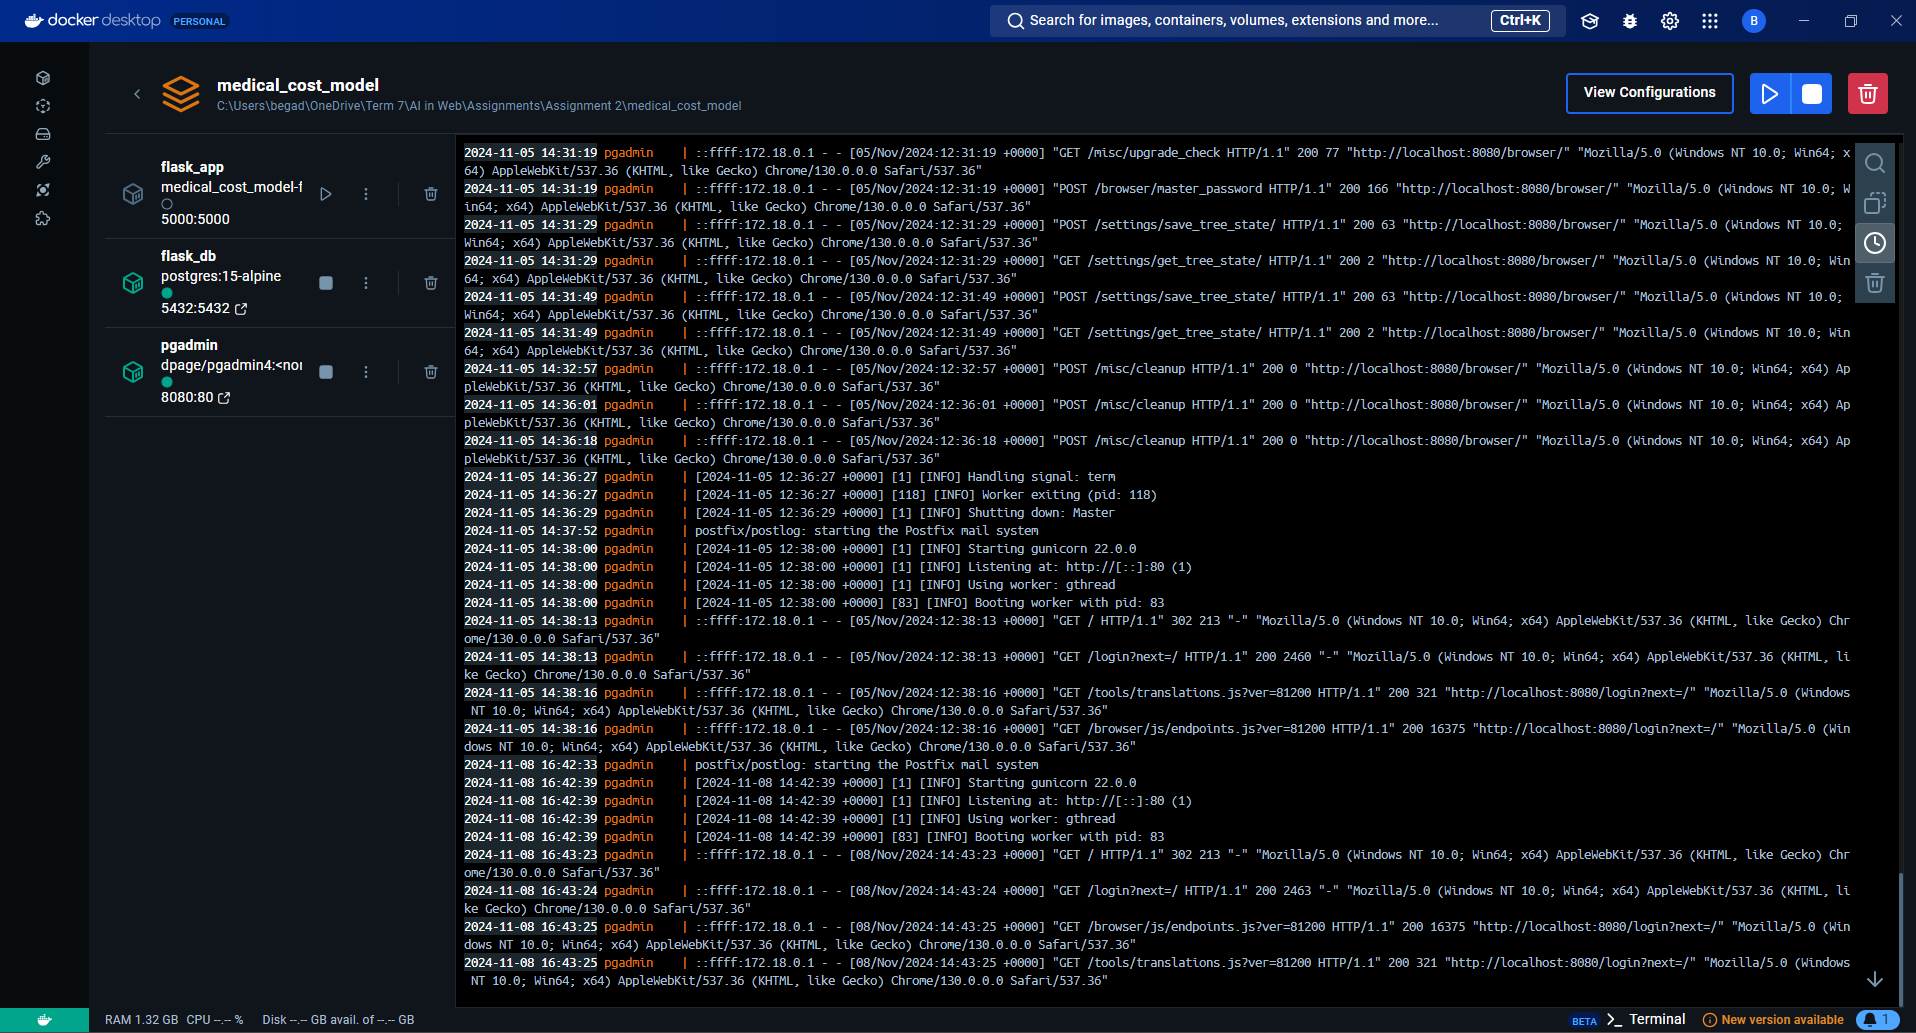 docker desktop PERSONAL
Search for images, containers, volumes, extensions and more... Ctrl+K
B
medical_cost_model
C:\Users\begad\OneDrive\Term 7\AI in Web\Assignments\Assignment 2\medical_cost_model
View Configurations
flask_app
medical_cost_model-f
5000:5000
flask_db
postgres:15-alpine
5432:5432
pgadmin
dpage/pgadmin4:<nor
8080:80
2024-11-05 14:31:19 pgadmin | ::ffff:172.18.0.1 - - [05/Nov/2024:12:31:19 +0000] "GET /misc/upgrade_check HTTP/1.1" 200 77 "http://localhost:8080/browser/" "Mozilla/5.0 (Windows NT 10.0; Win64; x
64) AppleWebKit/537.36 (KHTML, like Gecko) Chrome/130.0.0.0 Safari/537.36"
2024-11-05 14:31:19 pgadmin | ::ffff:172.18.0.1 - - [05/Nov/2024:12:31:19 +0000] "POST /browser/master_password HTTP/1.1" 200 166 "http://localhost:8080/browser/" "Mozilla/5.0 (Windows NT 10.0; W
in64; x64) AppleWebKit/537.36 (KHTML, like Gecko) Chrome/130.0.0.0 Safari/537.36"
2024-11-05 14:31:29 pgadmin | ::ffff:172.18.0.1 - - [05/Nov/2024:12:31:29 +0000] "POST /settings/save_tree_state/ HTTP/1.1" 200 63 "http://localhost:8080/browser/" "Mozilla/5.0 (Windows NT 10.0;
Win64; x64) AppleWebKit/537.36 (KHTML, like Gecko) Chrome/130.0.0.0 Safari/537.36"
2024-11-05 14:31:29 pgadmin | ::ffff:172.18.0.1 - - [05/Nov/2024:12:31:29 +0000] "GET /settings/get_tree_state/ HTTP/1.1" 200 2 "http://localhost:8080/browser/" "Mozilla/5.0 (Windows NT 10.0; Win
64; x64) AppleWebKit/537.36 (KHTML, like Gecko) Chrome/130.0.0.0 Safari/537.36"
2024-11-05 14:31:49 pgadmin | ::ffff:172.18.0.1 - - [05/Nov/2024:12:31:49 +0000] "POST /settings/save_tree_state/ HTTP/1.1" 200 63 "http://localhost:8080/browser/" "Mozilla/5.0 (Windows NT 10.0;
Win64; x64) AppleWebKit/537.36 (KHTML, like Gecko) Chrome/130.0.0.0 Safari/537.36"
2024-11-05 14:31:49 pgadmin | ::ffff:172.18.0.1 - - [05/Nov/2024:12:31:49 +0000] "GET /settings/get_tree_state/ HTTP/1.1" 200 2 "http://localhost:8080/browser/" "Mozilla/5.0 (Windows NT 10.0; Win
64; x64) AppleWebKit/537.36 (KHTML, like Gecko) Chrome/130.0.0.0 Safari/537.36"
2024-11-05 14:32:57 pgadmin | ::ffff:172.18.0.1 - - [05/Nov/2024:12:32:57 +0000] "POST /misc/cleanup HTTP/1.1" 200 0 "http://localhost:8080/browser/" "Mozilla/5.0 (Windows NT 10.0; Win64; x64) Ap
pleWebKit/537.36 (KHTML, like Gecko) Chrome/130.0.0.0 Safari/537.36"
2024-11-05 14:36:01 pgadmin | ::ffff:172.18.0.1 - - [05/Nov/2024:12:36:01 +0000] "POST /misc/cleanup HTTP/1.1" 200 0 "http://localhost:8080/browser/" "Mozilla/5.0 (Windows NT 10.0; Win64; x64) Ap
pleWebKit/537.36 (KHTML, like Gecko) Chrome/130.0.0.0 Safari/537.36"
2024-11-05 14:36:18 pgadmin | ::ffff:172.18.0.1 - - [05/Nov/2024:12:36:18 +0000] "POST /misc/cleanup HTTP/1.1" 200 0 "http://localhost:8080/browser/" "Mozilla/5.0 (Windows NT 10.0; Win64; x64) Ap
pleWebKit/537.36 (KHTML, like Gecko) Chrome/130.0.0.0 Safari/537.36"
2024-11-05 14:36:27 pgadmin | [2024-11-05 12:36:27 +0000] [1] [INFO] Handling signal: term
2024-11-05 14:36:27 pgadmin | [2024-11-05 12:36:27 +0000] [118] [INFO] Worker exiting (pid: 118)
2024-11-05 14:36:29 pgadmin | [2024-11-05 12:36:29 +0000] [1] [INFO] Shutting down: Master
2024-11-05 14:37:52 pgadmin | postfix/postlog: starting the Postfix mail system
2024-11-05 14:38:00 pgadmin | [2024-11-05 12:38:00 +0000] [1] [INFO] Starting gunicorn 22.0.0
2024-11-05 14:38:00 pgadmin | [2024-11-05 12:38:00 +0000] [1] [INFO] Listening at: http://[::]:80 (1)
2024-11-05 14:38:00 pgadmin | [2024-11-05 12:38:00 +0000] [1] [INFO] Using worker: gthread
2024-11-05 14:38:00 pgadmin | [2024-11-05 12:38:00 +0000] [83] [INFO] Booting worker with pid: 83
2024-11-05 14:38:13 pgadmin | ::ffff:172.18.0.1 - - [05/Nov/2024:12:38:13 +0000] "GET / HTTP/1.1" 302 213 "-" "Mozilla/5.0 (Windows NT 10.0; Win64; x64) AppleWebKit/537.36 (KHTML, like Gecko) Chr
ome/130.0.0.0 Safari/537.36"
2024-11-05 14:38:13 pgadmin | ::ffff:172.18.0.1 - - [05/Nov/2024:12:38:13 +0000] "GET /login?next=/ HTTP/1.1" 200 2460 "-" "Mozilla/5.0 (Windows NT 10.0; Win64; x64) AppleWebKit/537.36 (KHTML, li
ke Gecko) Chrome/130.0.0.0 Safari/537.36"
2024-11-05 14:38:16 pgadmin | ::ffff:172.18.0.1 - - [05/Nov/2024:12:38:16 +0000] "GET /tools/translations.js?ver=81200 HTTP/1.1" 200 321 "http://localhost:8080/login?next=/" "Mozilla/5.0 (Windows
NT 10.0; Win64; x64) AppleWebKit/537.36 (KHTML, like Gecko) Chrome/130.0.0.0 Safari/537.36"
2024-11-05 14:38:16 pgadmin | ::ffff:172.18.0.1 - - [05/Nov/2024:12:38:16 +0000] "GET /browser/js/endpoints.js?ver=81200 HTTP/1.1" 200 16375 "http://localhost:8080/login?next=/" "Mozilla/5.0 (Win
dows NT 10.0; Win64; x64) AppleWebKit/537.36 (KHTML, like Gecko) Chrome/130.0.0.0 Safari/537.36"
2024-11-08 16:42:33 pgadmin | postfix/postlog: starting the Postfix mail system
2024-11-08 16:42:39 pgadmin | [2024-11-08 14:42:39 +0000] [1] [INFO] Starting gunicorn 22.0.0
2024-11-08 16:42:39 pgadmin | [2024-11-08 14:42:39 +0000] [1] [INFO] Listening at: http://[::]:80 (1)
2024-11-08 16:42:39 pgadmin | [2024-11-08 14:42:39 +0000] [1] [INFO] Using worker: gthread
2024-11-08 16:42:39 pgadmin | [2024-11-08 14:42:39 +0000] [83] [INFO] Booting worker with pid: 83
2024-11-08 16:43:23 pgadmin | ::ffff:172.18.0.1 - - [08/Nov/2024:14:43:23 +0000] "GET / HTTP/1.1" 302 213 "-" "Mozilla/5.0 (Windows NT 10.0; Win64; x64) AppleWebKit/537.36 (KHTML, like Gecko) Chr
ome/130.0.0.0 Safari/537.36"
2024-11-08 16:43:24 pgadmin | ::ffff:172.18.0.1 - - [08/Nov/2024:14:43:24 +0000] "GET /login?next=/ HTTP/1.1" 200 2463 "-" "Mozilla/5.0 (Windows NT 10.0; Win64; x64) AppleWebKit/537.36 (KHTML, li
ke Gecko) Chrome/130.0.0.0 Safari/537.36"
2024-11-08 16:43:25 pgadmin | ::ffff:172.18.0.1 - - [08/Nov/2024:14:43:25 +0000] "GET /browser/js/endpoints.js?ver=81200 HTTP/1.1" 200 16375 "http://localhost:8080/login?next=/" "Mozilla/5.0 (Win
dows NT 10.0; Win64; x64) AppleWebKit/537.36 (KHTML, like Gecko) Chrome/130.0.0.0 Safari/537.36"
2024-11-08 16:43:25 pgadmin | ::ffff:172.18.0.1 - - [08/Nov/2024:14:43:25 +0000] "GET /tools/translations.js?ver=81200 HTTP/1.1" 200 321 "http://localhost:8080/login?next=/" "Mozilla/5.0 (Windows
NT 10.0; Win64; x64) AppleWebKit/537.36 (KHTML, like Gecko) Chrome/130.0.0.0 Safari/537.36"
RAM 1.32 GB CPU --.-- % Disk --.-- GB avail. of --.-- GB
BETA Terminal New version available 1